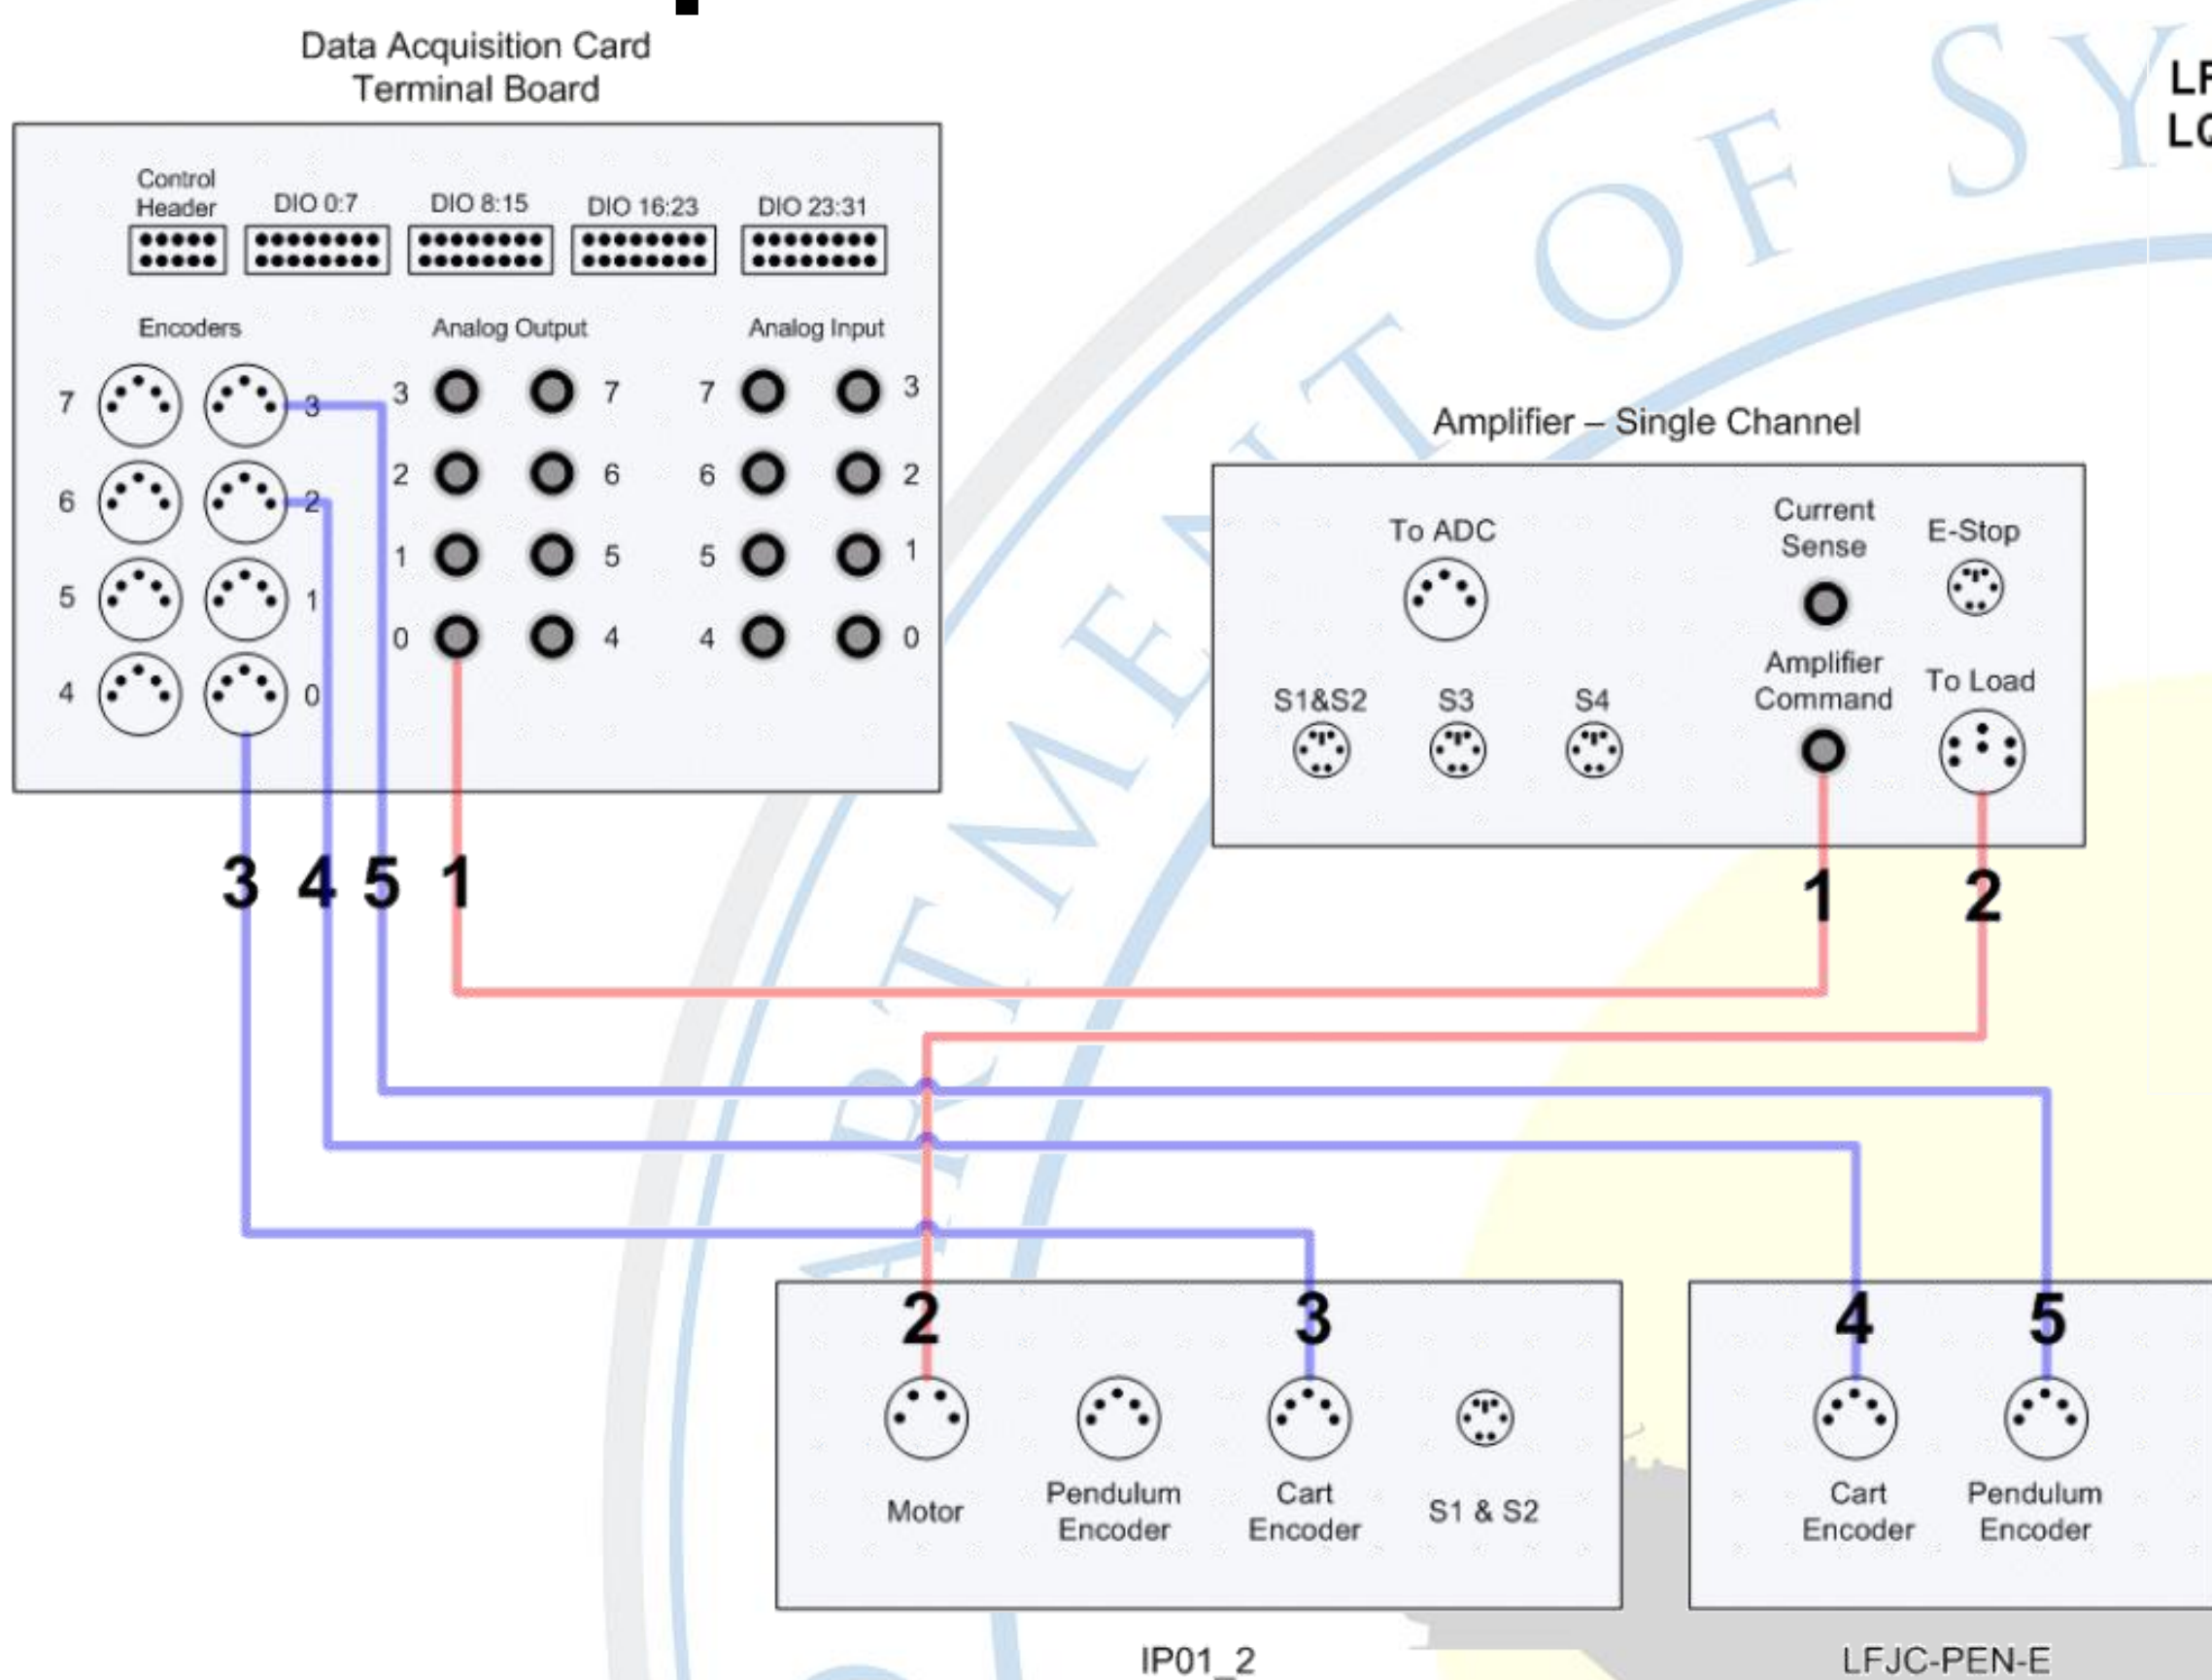 Data Acquisition Card
Terminal Board
Control
Header
DIO 0:7
DIO 8:15
DIO 16:23
DIO 23:31
Encoders
Analog Output
Analog Input
7
3
3
7
7
3
6
2
2
6
6
2
5
1
1
5
5
1
4
0
0
4
4
0
LQ
OF SY
ARTMENT
Amplifier – Single Channel
To ADC
Current
Sense
E-Stop
S1&S2
S3
S4
Amplifier
Command
To Load
3
4
5
1
1
2
2
3
Motor
Pendulum
Encoder
Cart
Encoder
S1 & S2
IP01_2
4
5
Cart
Encoder
Pendulum
Encoder
LFJC-PEN-E